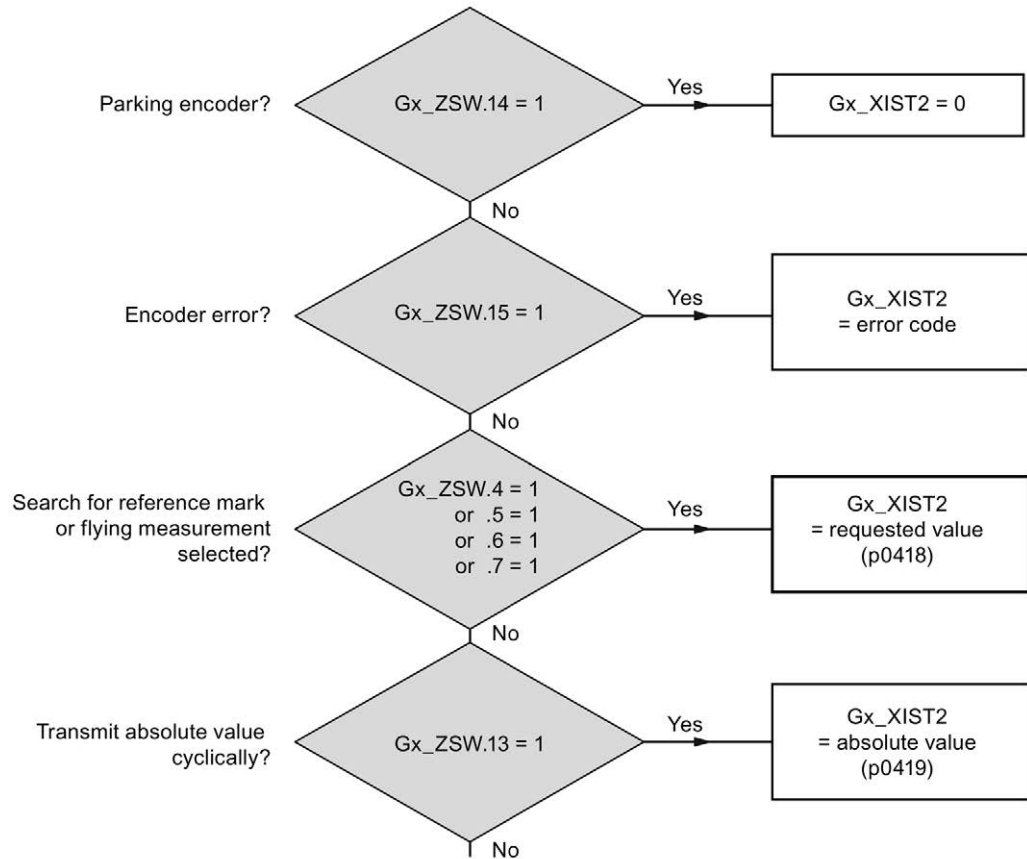 Parking encoder?
Gx_ZSW.14 = 1
Yes
Gx_XIST2 = 0
No
Encoder error?
Gx_ZSW.15 = 1
Yes
Gx_XIST2
= error code
No
Search for reference mark
or flying measurement
selected?
Gx_ZSW.4 = 1
or .5 = 1
or .6 = 1
or .7 = 1
Yes
Gx_XIST2
= requested value
(p0418)
No
Transmit absolute value
cyclically?
Gx_ZSW.13 = 1
Yes
Gx_XIST2
= absolute value
(p0419)
No